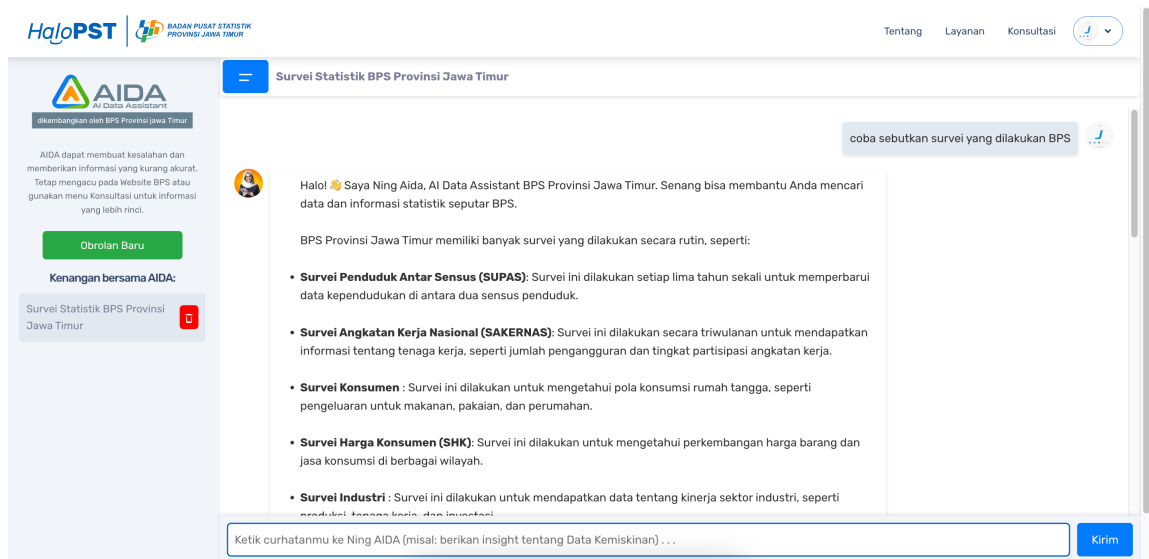 HaloPST
BADAN PUSAT STATISTIK
PROVINSI JAWA TIMUR
Tentang
Layanan
Konsultasi
AIDA
AI Data Assistant
dikembangkan oleh BPS Provinsi jawa Timur
AIDA dapat membuat kesalahan dan
memberikan informasi yang kurang akurat.
Tetap mengacu pada Website BPS atau
gunakan menu Konsultasi untuk informasi
yang lebih rinci.
Obrolan Baru
Kenangan bersama AIDA:
Survei Statistik BPS Provinsi
Jawa Timur
Survei Statistik BPS Provinsi Jawa Timur
coba sebutkan survei yang dilakukan BPS
Halo! 👋 Saya Ning Aida, AI Data Assistant BPS Provinsi Jawa Timur. Senang bisa membantu Anda mencari
data dan informasi statistik seputar BPS.
BPS Provinsi Jawa Timur memiliki banyak survei yang dilakukan secara rutin, seperti:
• Survei Penduduk Antar Sensus (SUPAS): Survei ini dilakukan setiap lima tahun sekali untuk memperbarui
data kependudukan di antara dua sensus penduduk.
• Survei Angkatan Kerja Nasional (SAKERNAS): Survei ini dilakukan secara triwulanan untuk mendapatkan
informasi tentang tenaga kerja, seperti jumlah pengangguran dan tingkat partisipasi angkatan kerja.
• Survei Konsumen : Survei ini dilakukan untuk mengetahui pola konsumsi rumah tangga, seperti
pengeluaran untuk makanan, pakaian, dan perumahan.
• Survei Harga Konsumen (SHK): Survei ini dilakukan untuk mengetahui perkembangan harga barang dan
jasa konsumsi di berbagai wilayah.
• Survei Industri : Survei ini dilakukan untuk mendapatkan data tentang kinerja sektor industri, seperti
produksi, tenaga kerja, dan investasi.
Ketik curhatanmu ke Ning AIDA (misal: berikan insight tentang Data Kemiskinan) . . .
Kirim